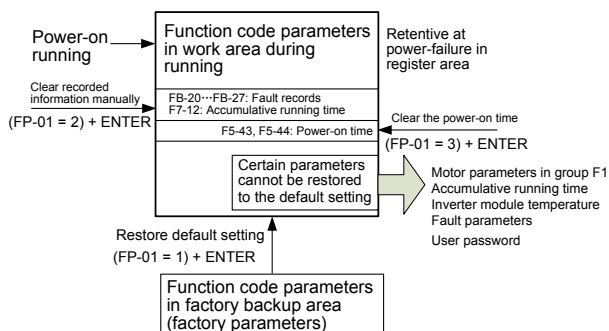 Power-on
running
Function code parameters
in work area during
running
Retentive at
power-failure in
register area
Clear recorded
information manually
(FP-01 = 2) + ENTER
FB-20…FB-27: Fault records
F7-12: Accumulative running time
F5-43, F5-44: Power-on time
Clear the power-on time
(FP-01 = 3) + ENTER
Certain parameters
cannot be restored
to the default setting
Motor parameters in group F1
Accumulative running time
Inverter module temperature
Fault parameters
User password
Restore default setting
(FP-01 = 1) + ENTER
Function code parameters
in factory backup area
(factory parameters)